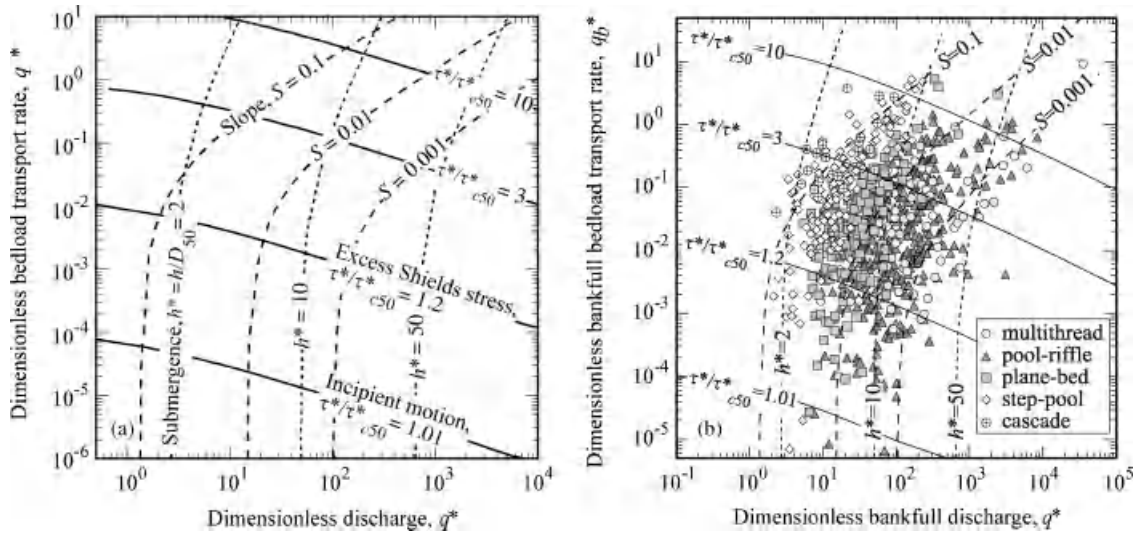 Dimensionless bedload transport rate, q*
10^1
10^0
10^-1
10^-2
10^-3
10^-4
10^-5
10^-6
10^0
10^1
10^2
10^3
10^4
Dimensionless discharge, q*
(a)
τ*/τ*c50 = 10
Slope, S = 0.1
S = 0.01
S = 0.001
τ*/τ*c50 = 3
Submergence, h* = h/D50 = 2
h* = 10
h* = 50
Excess Shields stress,
τ*/τ*c50 = 1.2
Incipient motion,
τ*/τ*c50 = 1.01
Dimensionless bankfull bedload transport rate, qb*
10^1
10^0
10^-1
10^-2
10^-3
10^-4
10^-5
10^-1
10^0
10^1
10^2
10^3
10^4
10^5
Dimensionless bankfull discharge, q*
(b)
τ*/τ*c50 = 10
S=0.1
S=0.01
S=0.001
τ*/τ*c50 = 3
τ*/τ*c50 = 1.2
τ*/τ*c50 = 1.01
h*=2
h*=10
h*=50
multithread
pool-riffle
plane-bed
step-pool
cascade